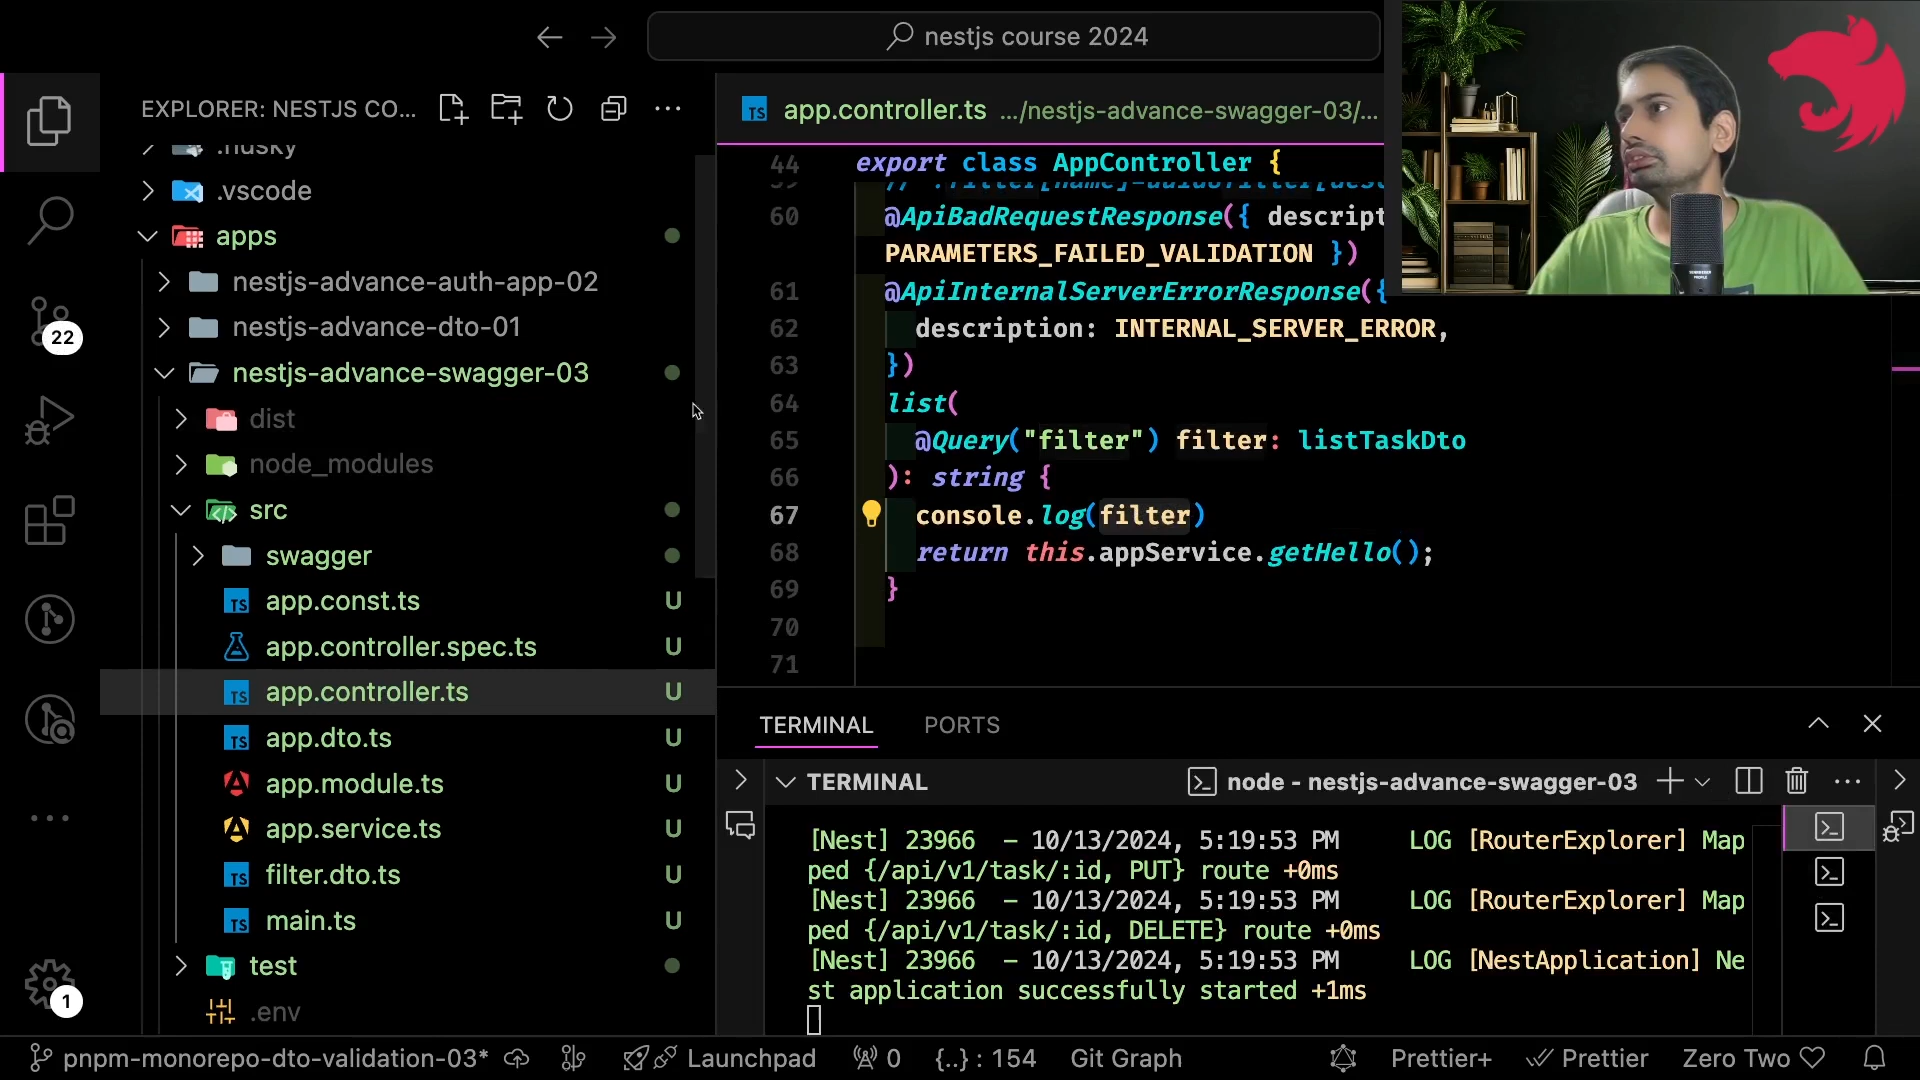 nestjs course 2024
EXPLORER: NESTJS CO...
.husky
.vscode
apps
nestjs-advance-auth-app-02
nestjs-advance-dto-01
nestjs-advance-swagger-03
dist
node_modules
src
swagger
app.const.ts U
app.controller.spec.ts U
app.controller.ts U
app.dto.ts U
app.module.ts U
app.service.ts U
filter.dto.ts U
main.ts U
test
.env
22
1
TS app.controller.ts .../nestjs-advance-swagger-03/...
44 export class AppController {
60 @ApiBadRequestResponse({ descript
PARAMETERS_FAILED_VALIDATION })
61 @ApiInternalServerErrorResponse({
62 description: INTERNAL_SERVER_ERROR,
63 })
64 list(
65 @Query("filter") filter: listTaskDto
66 ): string {
67 console.log(filter)
68 return this.appService.getHello();
69 }
70
71
TERMINAL PORTS
TERMINAL node - nestjs-advance-swagger-03
[Nest] 23966 – 10/13/2024, 5:19:53 PM LOG [RouterExplorer] Map
ped {/api/v1/task/:id, PUT} route +0ms
[Nest] 23966 – 10/13/2024, 5:19:53 PM LOG [RouterExplorer] Map
ped {/api/v1/task/:id, DELETE} route +0ms
[Nest] 23966 – 10/13/2024, 5:19:53 PM LOG [NestApplication] Ne
st application successfully started +1ms
pnpm-monorepo-dto-validation-03* Launchpad 0 {..} : 154 Git Graph Prettier+ Prettier Zero Two